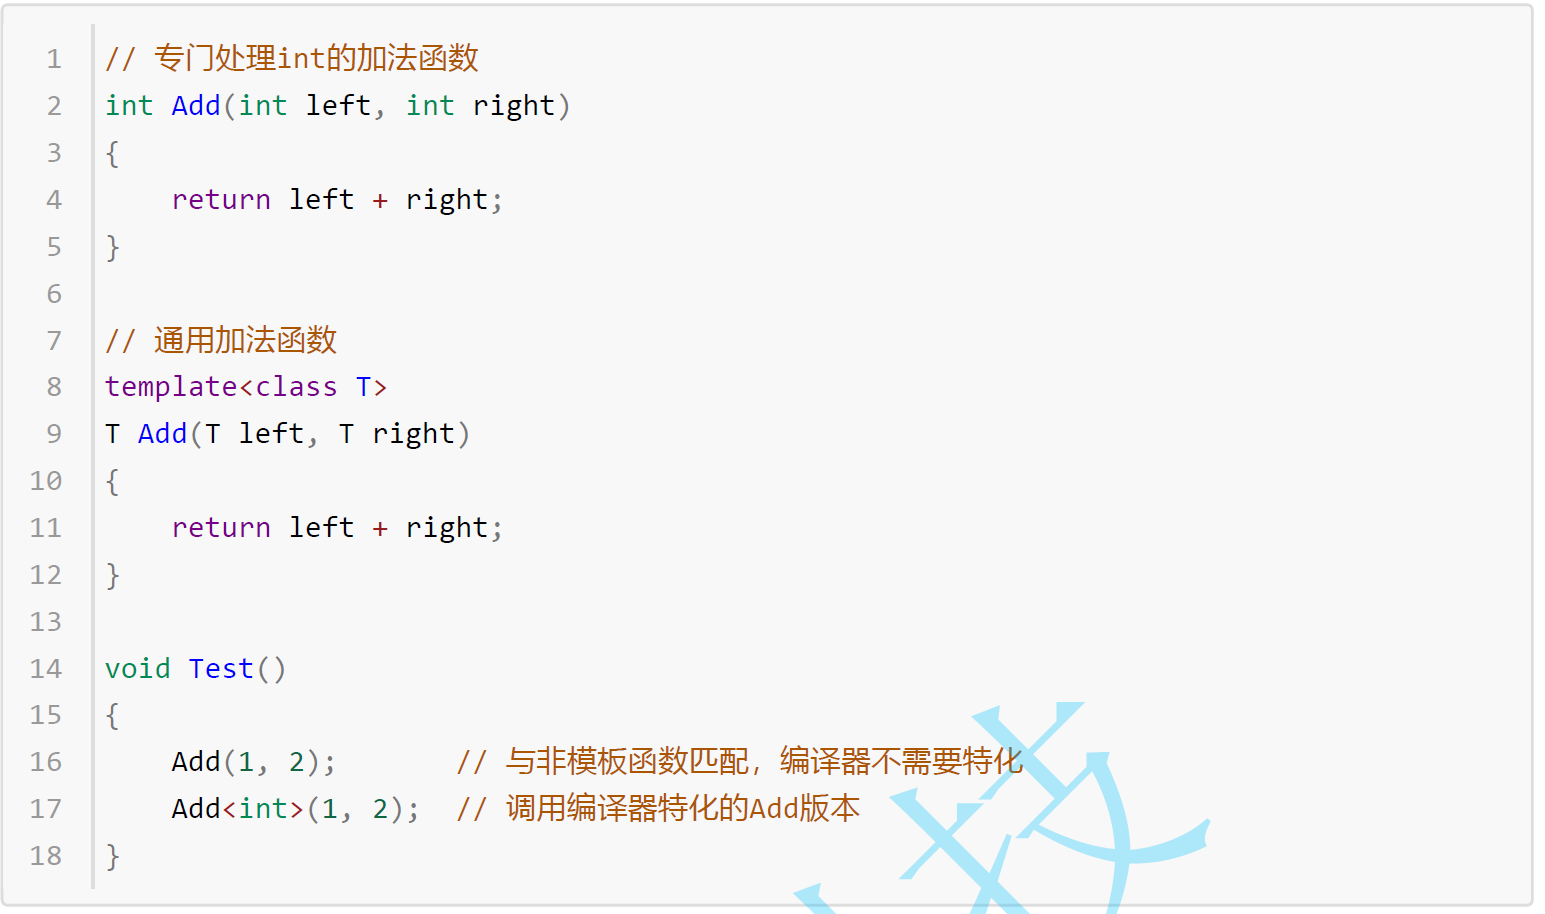 1 // 专门处理int的加法函数
2 int Add(int left, int right)
3 {
4     return left + right;
5 }
6
7 // 通用加法函数
8 template<class T>
9 T Add(T left, T right)
10 {
11     return left + right;
12 }
13
14 void Test()
15 {
16     Add(1, 2);       // 与非模板函数匹配，编译器不需要特化
17     Add<int>(1, 2);  // 调用编译器特化的Add版本
18 }